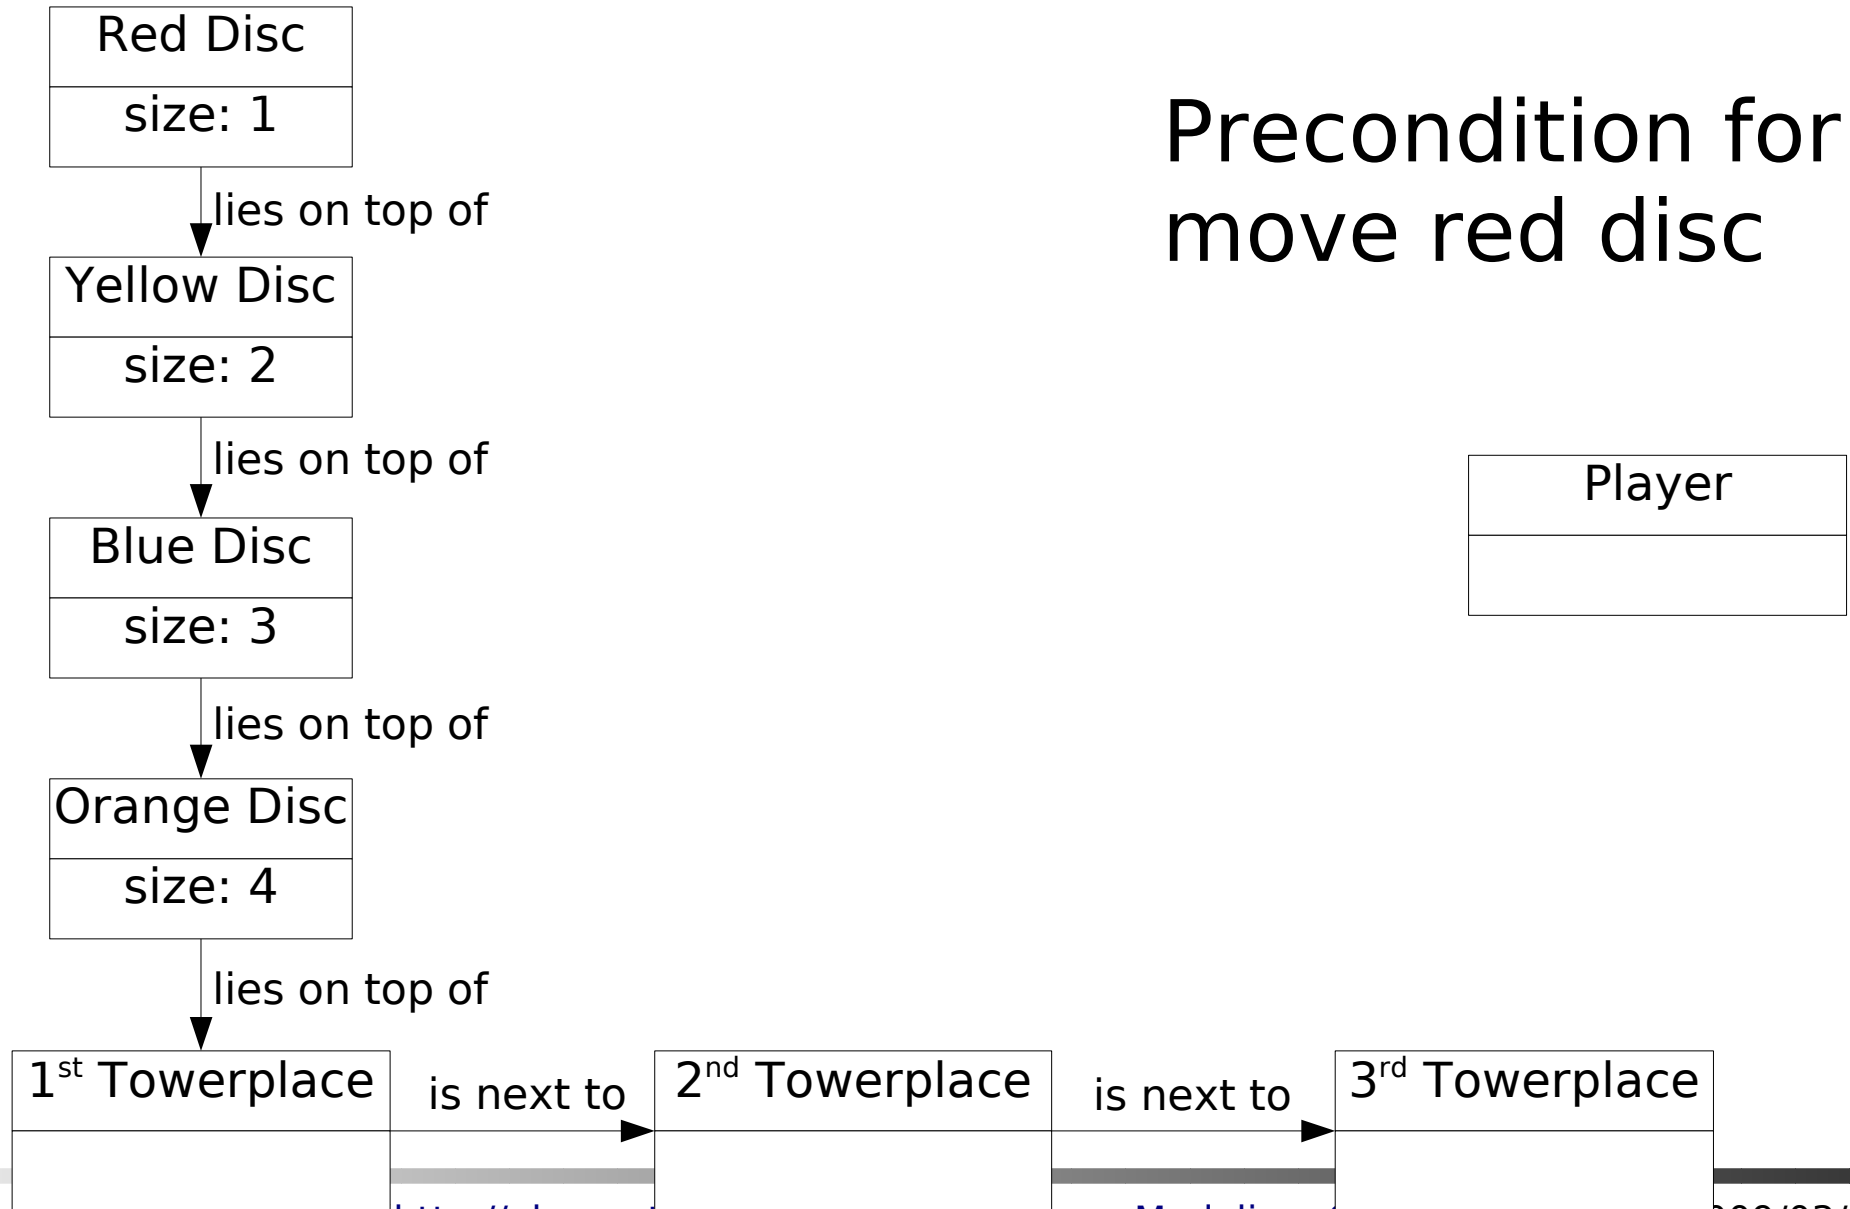 Red Disc
size: 1
lies on top of
Precondition for
move red disc
Yellow Disc
size: 2
lies on top of
Player
Blue Disc
size: 3
lies on top of
Orange Disc
size: 4
lies on top of
1st Towerplace
is next to
2nd Towerplace
is next to
3rd Towerplace